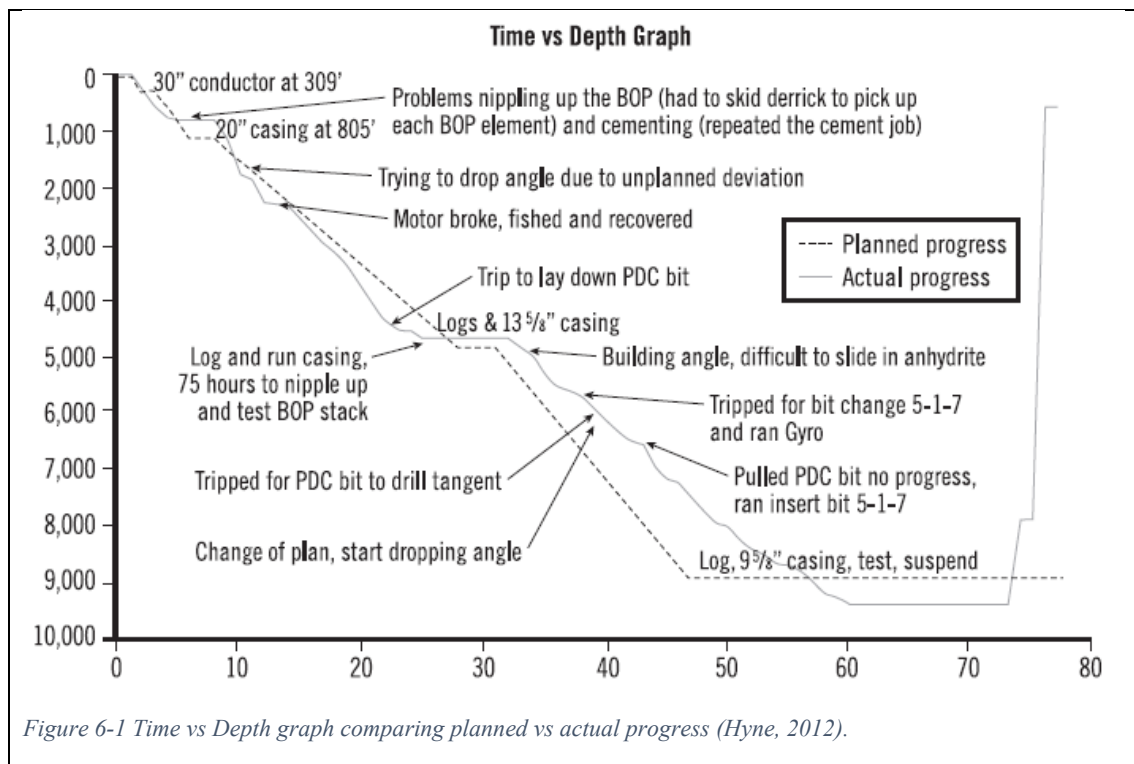 Time vs Depth Graph
0
1,000
2,000
3,000
4,000
5,000
6,000
7,000
8,000
9,000
10,000
30” conductor at 309’
Problems nippling up the BOP (had to skid derrick to pick up
each BOP element) and cementing (repeated the cement job)
20” casing at 805’
Trying to drop angle due to unplanned deviation
Motor broke, fished and recovered
Planned progress
Actual progress
Trip to lay down PDC bit
Logs & 13 5/8” casing
Log and run casing,
75 hours to nipple up
and test BOP stack
Building angle, difficult to slide in anhydrite
Tripped for bit change 5-1-7
and ran Gyro
Tripped for PDC bit to drill tangent
Pulled PDC bit no progress,
ran insert bit 5-1-7
Change of plan, start dropping angle
Log, 9 5/8” casing, test, suspend
0 10 20 30 40 50 60 70 80
Figure 6-1 Time vs Depth graph comparing planned vs actual progress (Hyne, 2012).